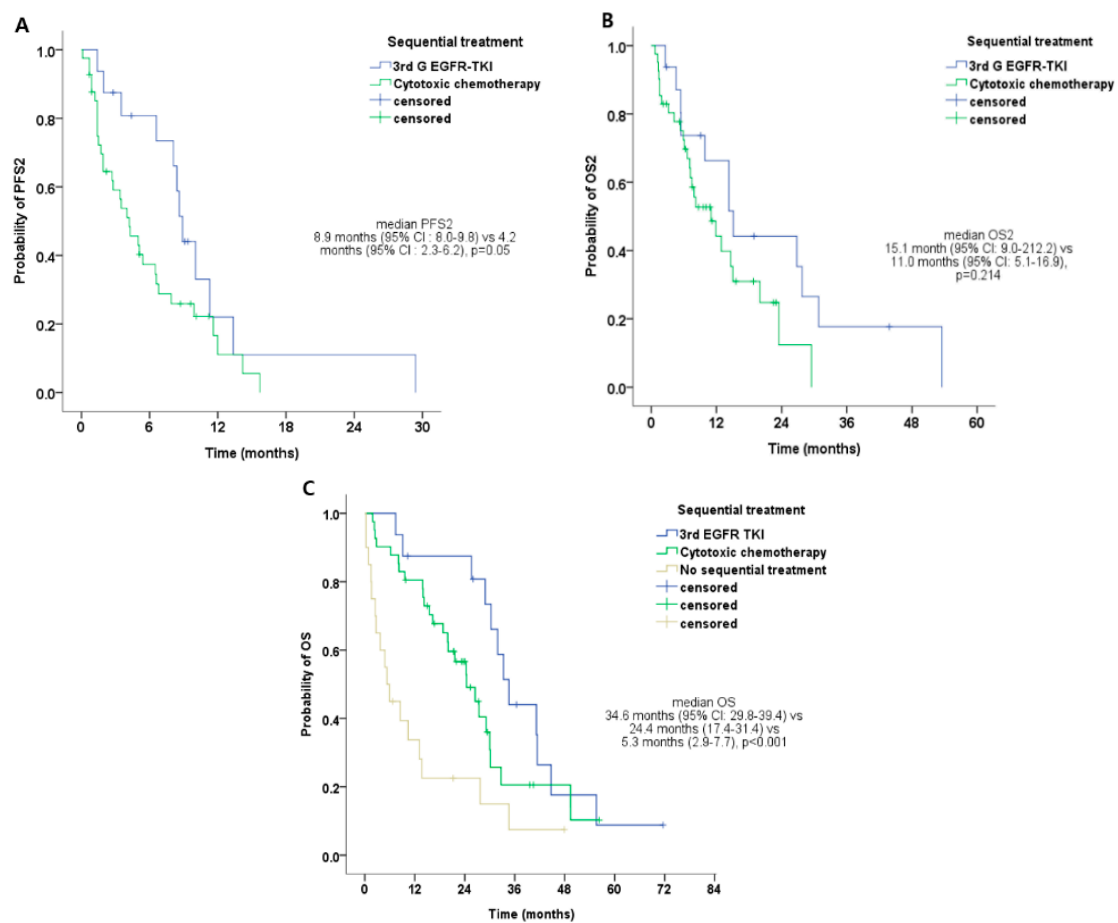 A
Sequential treatment
3rd G EGFR-TKI
Cytotoxic chemotherapy
censored
censored
Probability of PFS2
1.0
0.8
0.6
0.4
0.2
0.0
median PFS2
8.9 months (95% CI : 8.0-9.8) vs 4.2
months (95% CI : 2.3-6.2), p=0.05
0 6 12 18 24 30
Time (months)
B
Sequential treatment
3rd G EGFR-TKI
Cytotoxic chemotherapy
censored
censored
Probability of OS2
1.0
0.8
0.6
0.4
0.2
0.0
median OS2
15.1 month (95% CI: 9.0-212.2) vs
11.0 months (95% CI: 5.1-16.9),
p=0.214
0 12 24 36 48 60
Time (months)
C
Sequential treatment
3rd EGFR TKI
Cytotoxic chemotherapy
No sequential treatment
censored
censored
censored
Probability of OS
1.0
0.8
0.6
0.4
0.2
0.0
median OS
34.6 months (95% CI: 29.8-39.4) vs
24.4 months (17.4-31.4) vs
5.3 months (2.9-7.7), p<0.001
0 12 24 36 48 60 72 84
Time (months)